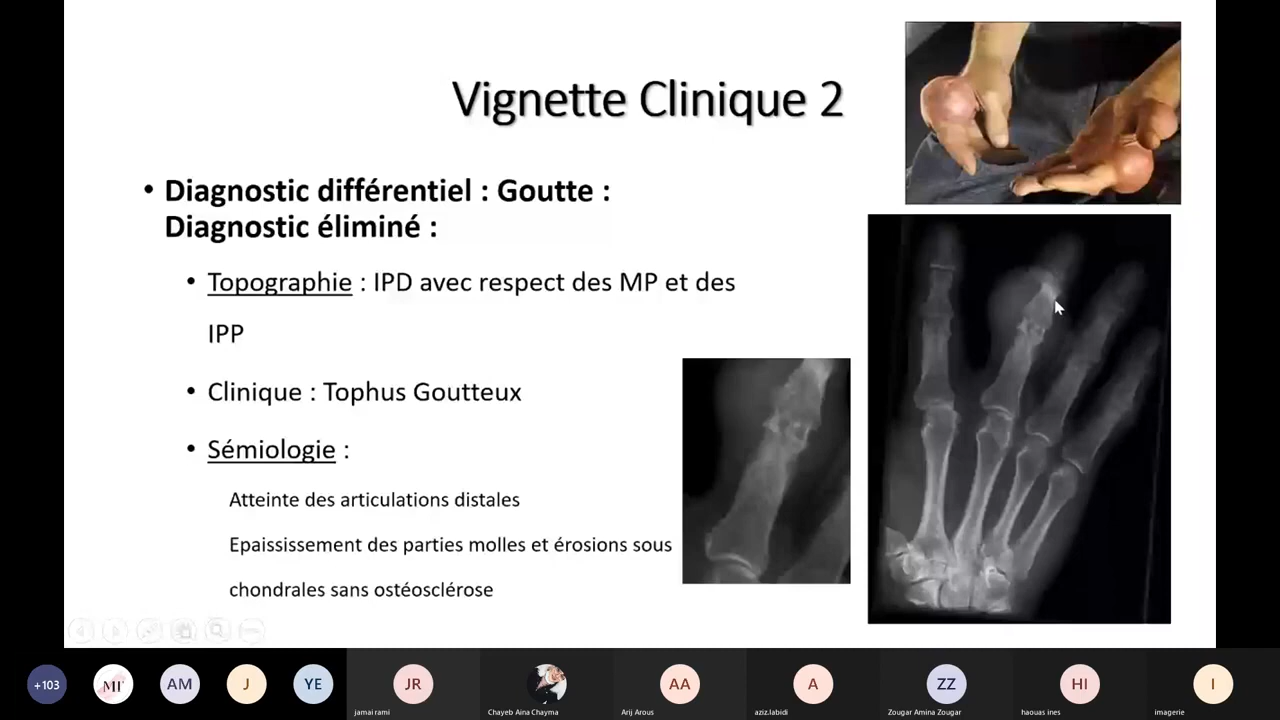 Vignette Clinique 2
• Diagnostic différentiel : Goutte :
Diagnostic éliminé :
• Topographie : IPD avec respect des MP et des
IPP
• Clinique : Tophus Goutteux
• Sémiologie :
Atteinte des articulations distales
Epaississement des parties molles et érosions sous
chondrales sans ostéosclérose
+103
MF
AM
J
YE
JR
AA
A
ZZ
HI
I
jamai rami
Chayeb Aina Chayma
Arij Arous
aziz.labidi
Zougar Amina Zougar
haouas ines
imagerie